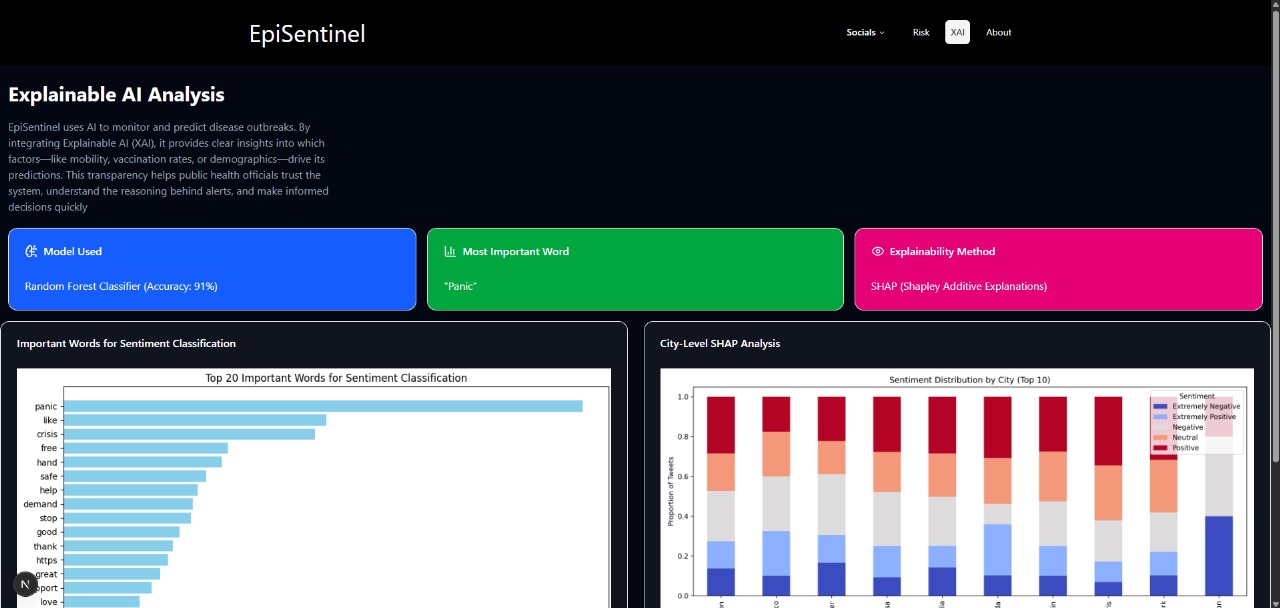 EpiSentinel
Socials
Risk
XAI
About
Explainable AI Analysis
EpiSentinel uses AI to monitor and predict disease outbreaks. By
integrating Explainable AI (XAI), it provides clear insights into which
factors—like mobility, vaccination rates, or demographics—drive its
predictions. This transparency helps public health officials trust the
system, understand the reasoning behind alerts, and make informed
decisions quickly
Model Used
Random Forest Classifier (Accuracy: 91%)
Most Important Word
"Panic"
Explainability Method
SHAP (Shapley Additive Explanations)
Important Words for Sentiment Classification
Top 20 Important Words for Sentiment Classification
panic
like
crisis
free
hand
safe
help
demand
stop
good
thank
https
great
love
N
City-Level SHAP Analysis
Sentiment Distribution by City (Top 10)
Proportion of Tweets
1.0
0.8
0.6
0.4
0.2
0.0
Sentiment
Extremely Negative
Extremely Positive
Negative
Neutral
Positive